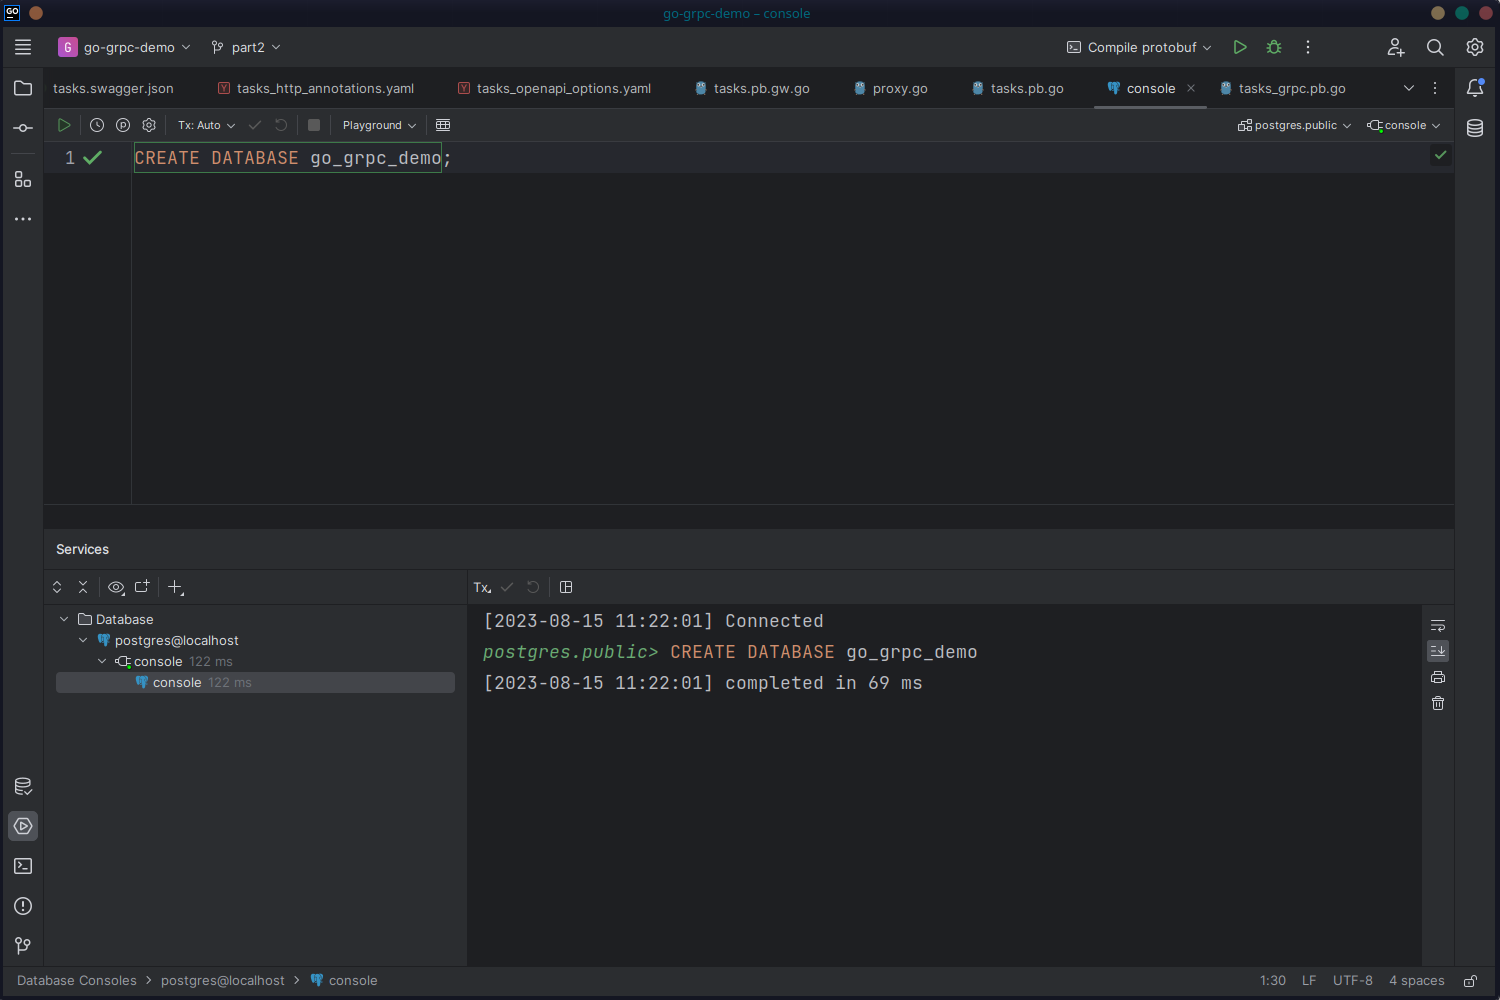 GO
go-grpc-demo – console
G go-grpc-demo part2 Compile protobuf
tasks.swagger.json tasks_http_annotations.yaml tasks_openapi_options.yaml tasks.pb.gw.go proxy.go tasks.pb.go console tasks_grpc.pb.go
Tx: Auto Playground postgres.public console
1 CREATE DATABASE go_grpc_demo;
Services
Tx
Database
postgres@localhost
console 122 ms
console 122 ms
[2023-08-15 11:22:01] Connected
postgres.public> CREATE DATABASE go_grpc_demo
[2023-08-15 11:22:01] completed in 69 ms
Database Consoles > postgres@localhost > console 1:30 LF UTF-8 4 spaces